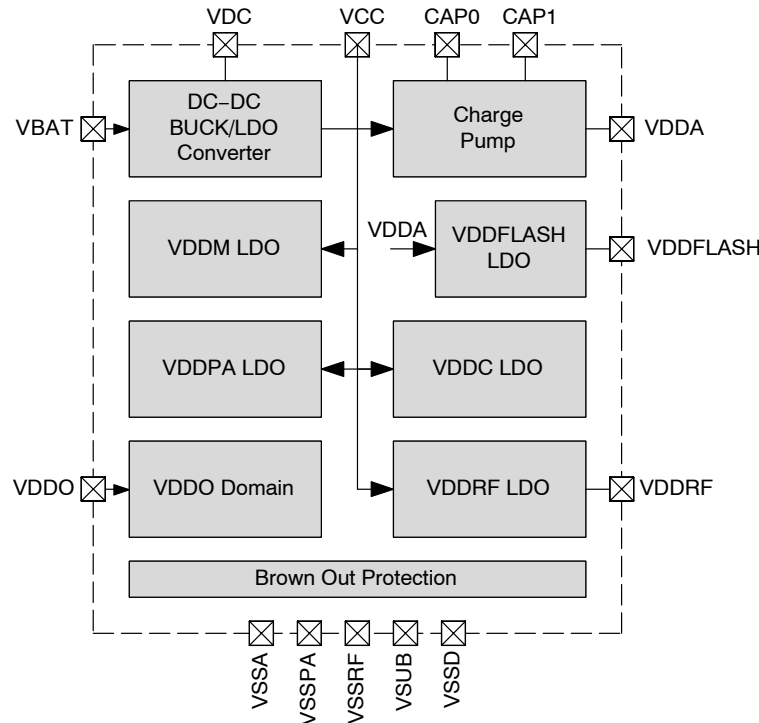 VDC
VCC
CAP0
CAP1
VBAT
DC–DC
BUCK/LDO
Converter
Charge
Pump
VDDA
VDDM LDO
VDDA
VDDFLASH
LDO
VDDFLASH
VDDPA LDO
VDDC LDO
VDDO
VDDO Domain
VDDRF LDO
VDDRF
Brown Out Protection
VSSA
VSSPA
VSSRF
VSUB
VSSD